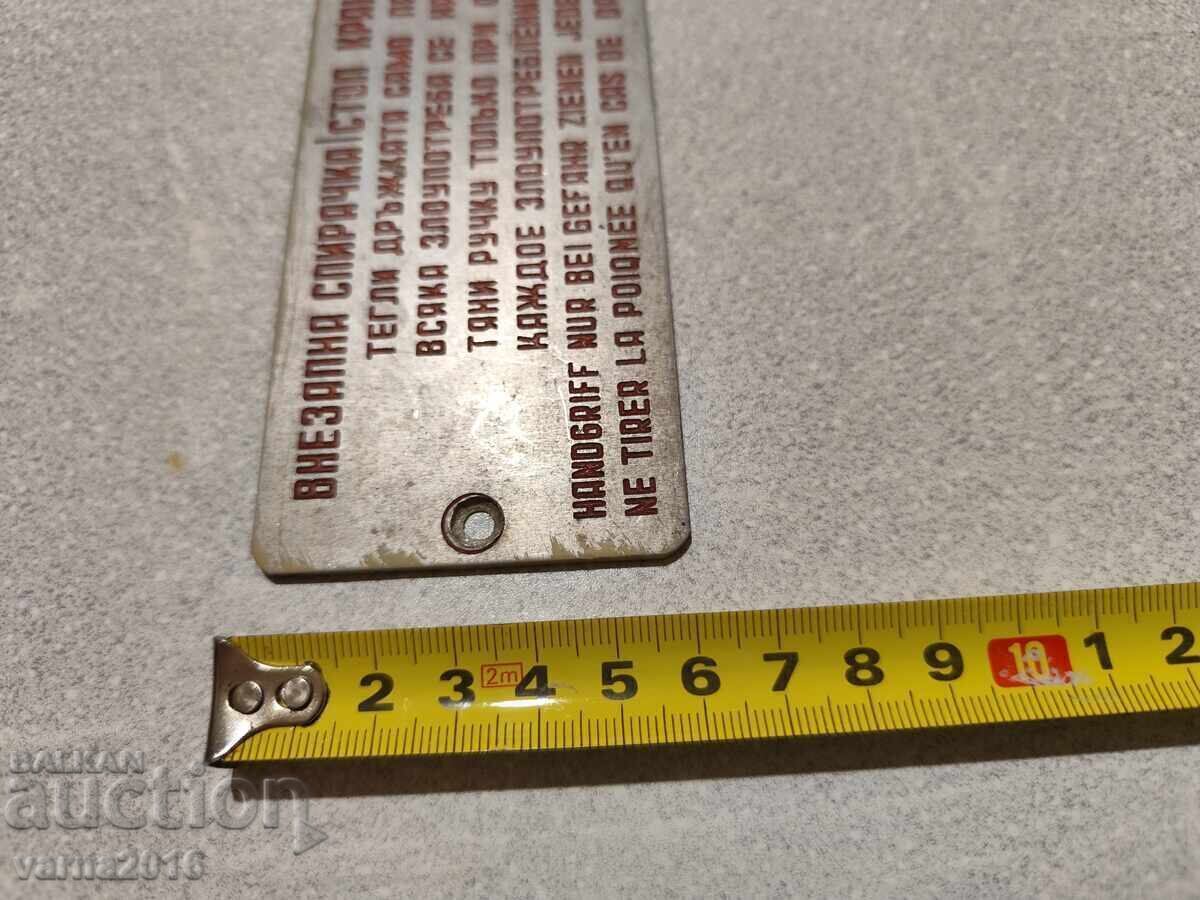 ВНЕЗАПНА СПИРАЧКА /СТОП
ТЕГЛИ ДРЪЖКАТА САМО
ВСЯКА ЗЛОУПОТРЕБА СЕ
ТЯНИ РУЧКУ ТОЛЬКО ПРИ
КАЖДОЕ ЗЛОУПОТРЕБЛЕНИЕ
HANDGRIFF NUR BEI GEFAHR ZIEHEN
NE TIRER LA POIGNÉE QU'EN CAS DE
2 3 2m 4 5 6 7 8 9 10 1 2
BALKAN
auction
varna2016